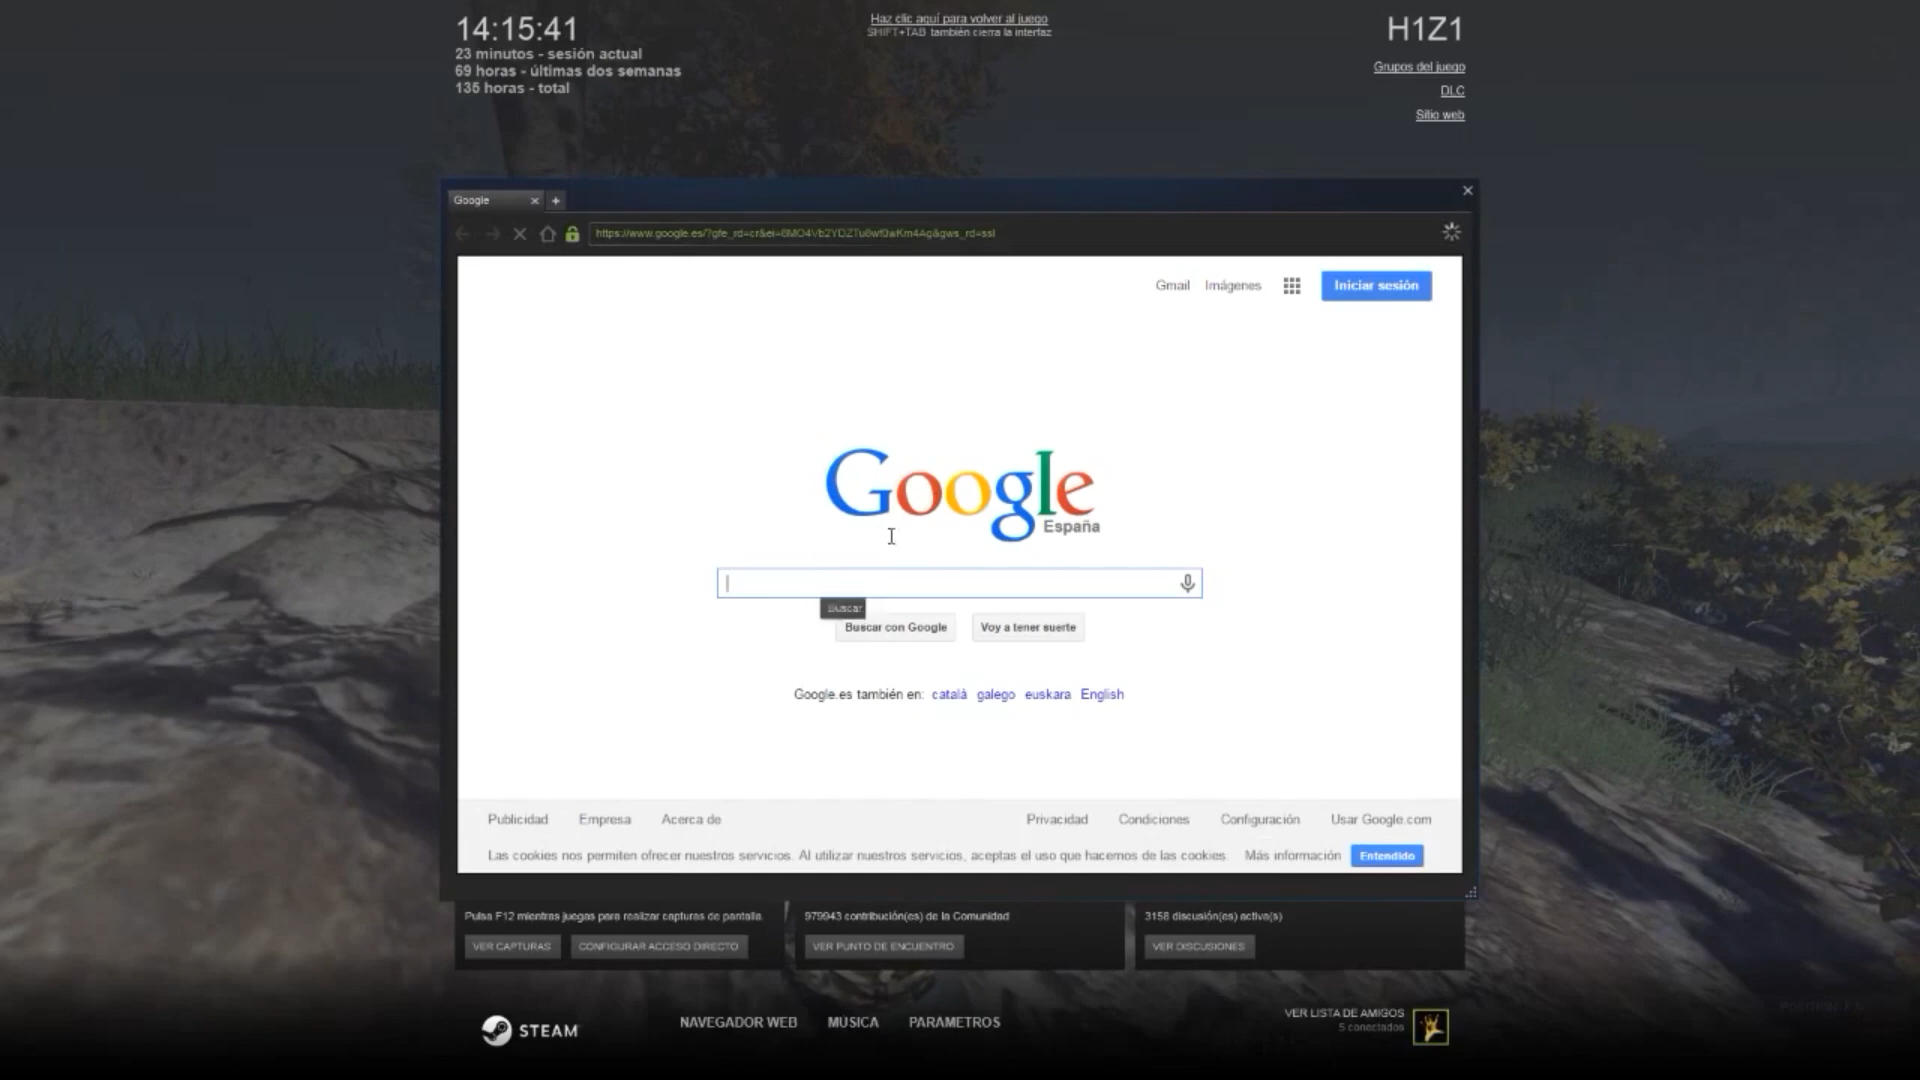 14:15:41
23 minutos - sesión actual
69 horas - últimas dos semanas
135 horas - total
Haz clic aquí para volver al juego
SHIFT+TAB también cierra la interfaz
H1Z1
Grupos del juego
DLC
Sitio web
Google
Gmail Imágenes Iniciar sesión
Google
España
Buscar
Buscar con Google Voy a tener suerte
Google.es también en: català galego euskara English
Publicidad Empresa Acerca de Privacidad Condiciones Configuración Usar Google.com
Las cookies nos permiten ofrecer nuestros servicios. Al utilizar nuestros servicios, aceptas el uso que hacemos de las cookies. Más información Entendido
Pulsa F12 mientras juegas para realizar capturas de pantalla.
VER CAPTURAS CONFIGURAR ACCESO DIRECTO
979943 contribución(es) de la Comunidad
VER PUNTO DE ENCUENTRO
3158 discusión(es) activa(s)
VER DISCUSIONES
STEAM
NAVEGADOR WEB MÚSICA PARÁMETROS
VER LISTA DE AMIGOS
5 conectados